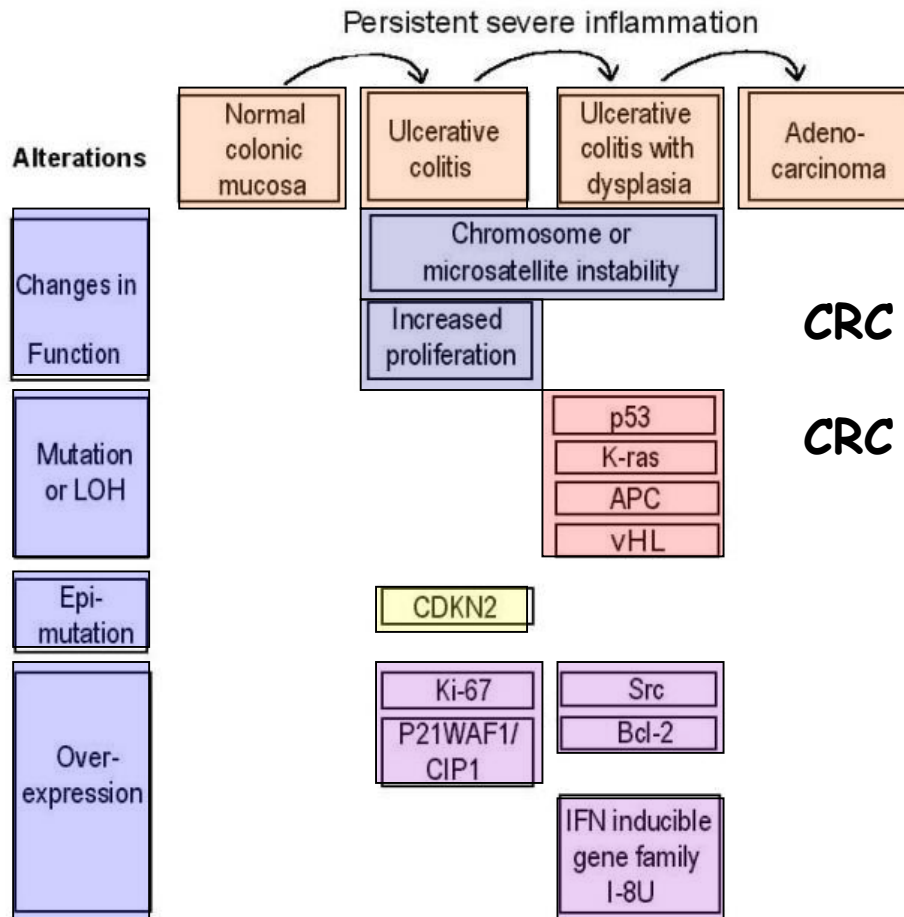 Persistent severe inflammation
Normal
colonic
mucosa
Ulcerative
colitis
Ulcerative
colitis with
dysplasia
Adeno-
carcinoma
Alterations
Changes in
Function
Chromosome or
microsatellite instability
Increased
proliferation
CRC
Mutation
or LOH
p53
K-ras
APC
vHL
CRC
Epi-
mutation
CDKN2
Over-
expression
Ki-67
P21WAF1/
CIP1
Src
Bcl-2
IFN inducible
gene family
I-8U